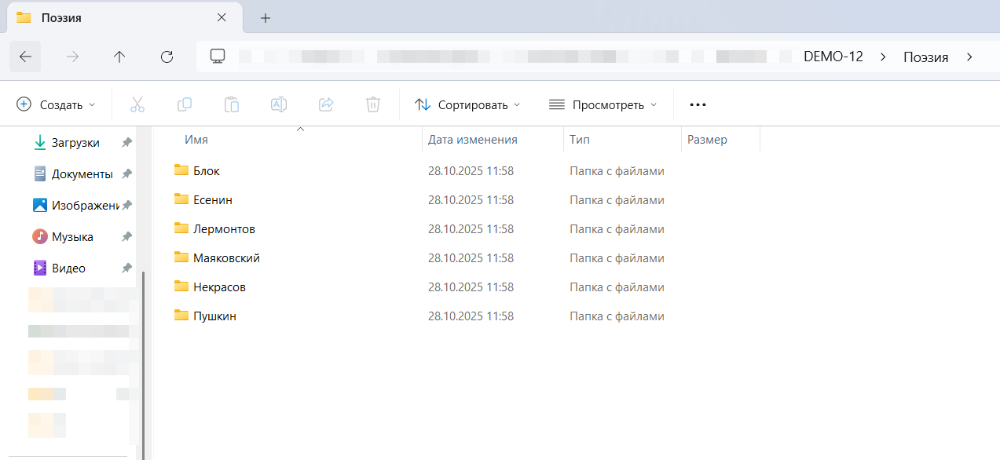 Поэзия
DEMO-12 > Поэзия >
Создать Сортировать Просмотреть
Загрузки
Документы
Изображени
Музыка
Видео
Имя Дата изменения Тип Размер
Блок 28.10.2025 11:58 Папка с файлами
Есенин 28.10.2025 11:58 Папка с файлами
Лермонтов 28.10.2025 11:58 Папка с файлами
Маяковский 28.10.2025 11:58 Папка с файлами
Некрасов 28.10.2025 11:58 Папка с файлами
Пушкин 28.10.2025 11:58 Папка с файлами